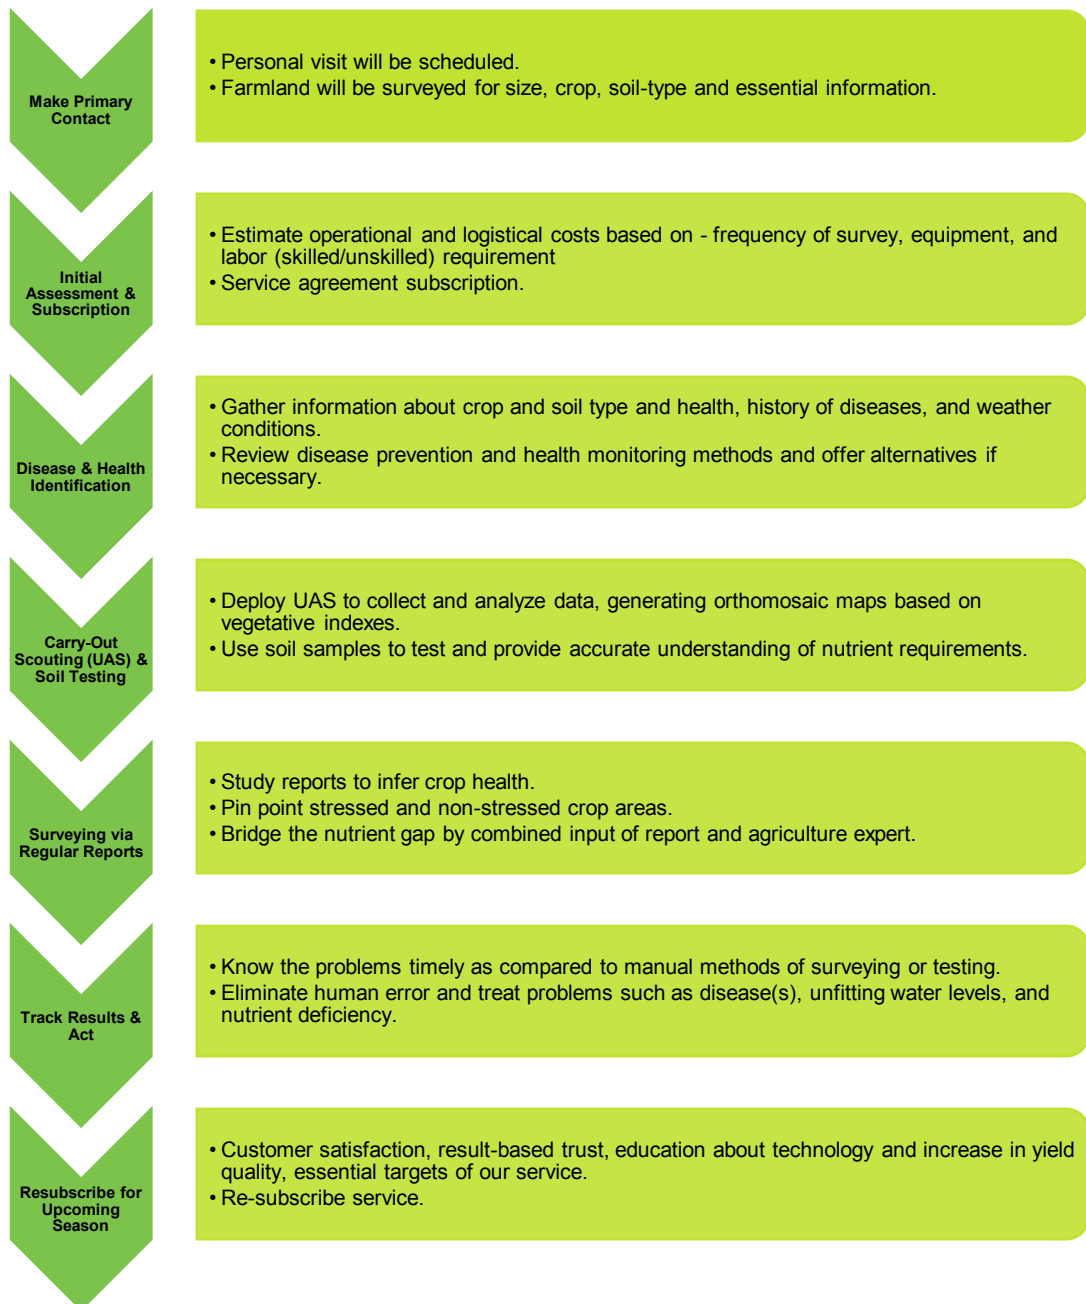 Make Primary
Contact
• Personal visit will be scheduled.
• Farmland will be surveyed for size, crop, soil-type and essential information.
Initial
Assessment &
Subscription
• Estimate operational and logistical costs based on - frequency of survey, equipment, and
labor (skilled/unskilled) requirement
• Service agreement subscription.
Disease & Health
Identification
• Gather information about crop and soil type and health, history of diseases, and weather
conditions.
• Review disease prevention and health monitoring methods and offer alternatives if
necessary.
Carry-Out
Scouting (UAS) &
Soil Testing
• Deploy UAS to collect and analyze data, generating orthomosaic maps based on
vegetative indexes.
• Use soil samples to test and provide accurate understanding of nutrient requirements.
Surveying via
Regular Reports
• Study reports to infer crop health.
• Pin point stressed and non-stressed crop areas.
• Bridge the nutrient gap by combined input of report and agriculture expert.
Track Results &
Act
• Know the problems timely as compared to manual methods of surveying or testing.
• Eliminate human error and treat problems such as disease(s), unfitting water levels, and
nutrient deficiency.
Resubscribe for
Upcoming
Season
• Customer satisfaction, result-based trust, education about technology and increase in yield
quality, essential targets of our service.
• Re-subscribe service.